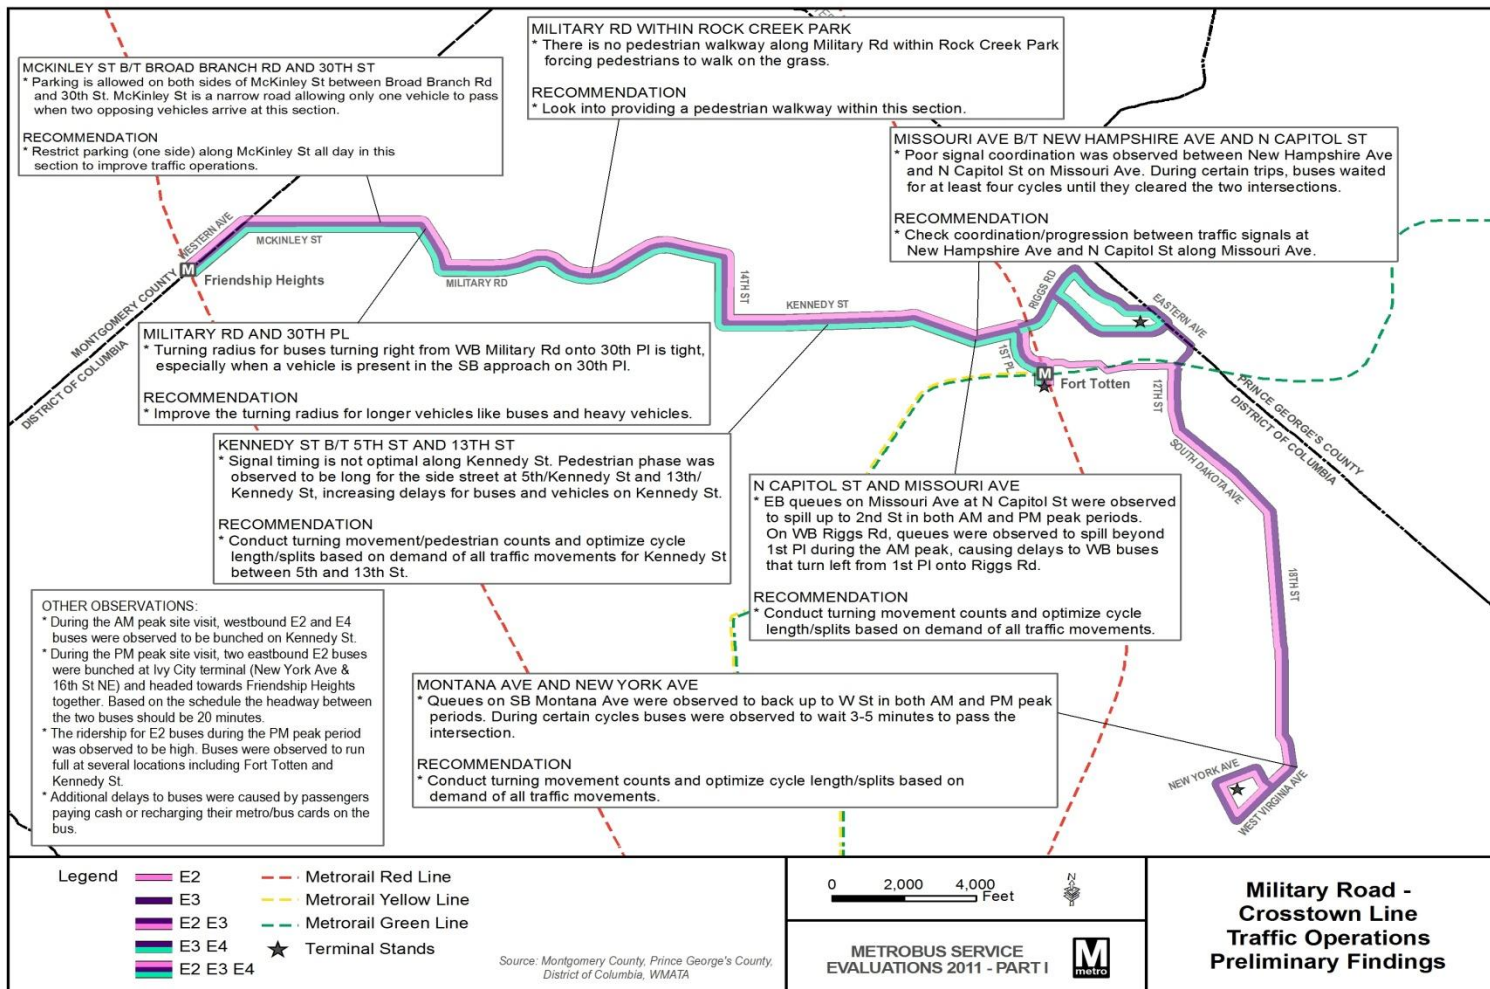 MILITARY RD WITHIN ROCK CREEK PARK
* There is no pedestrian walkway along Military Rd within Rock Creek Park
forcing pedestrians to walk on the grass.
RECOMMENDATION
* Look into providing a pedestrian walkway within this section.
MCKINLEY ST B/T BROAD BRANCH RD AND 30TH ST
* Parking is allowed on both sides of McKinley St between Broad Branch Rd
and 30th St. McKinley St is a narrow road allowing only one vehicle to pass
when two opposing vehicles arrive at this section.
RECOMMENDATION
* Restrict parking (one side) along McKinley St all day in this
section to improve traffic operations.
MISSOURI AVE B/T NEW HAMPSHIRE AVE AND N CAPITOL ST
* Poor signal coordination was observed between New Hampshire Ave
and N Capitol St on Missouri Ave. During certain trips, buses waited
for at least four cycles until they cleared the two intersections.
RECOMMENDATION
* Check coordination/progression between traffic signals at
New Hampshire Ave and N Capitol St along Missouri Ave.
WESTERN AVE
MCKINLEY ST
M
Friendship Heights
MILITARY RD
14TH ST
KENNEDY ST
RIGGS RD
EASTERN AVE
1ST PL
M
Fort Totten
12TH ST
MONTGOMERY COUNTY
DISTRICT OF COLUMBIA
PRINCE GEORGE'S COUNTY
DISTRICT OF COLUMBIA
SOUTH DAKOTA AVE
18TH ST
NEW YORK AVE
WEST VIRGINIA AVE
MILITARY RD AND 30TH PL
* Turning radius for buses turning right from WB Military Rd onto 30th Pl is tight,
especially when a vehicle is present in the SB approach on 30th Pl.
RECOMMENDATION
* Improve the turning radius for longer vehicles like buses and heavy vehicles.
KENNEDY ST B/T 5TH ST AND 13TH ST
* Signal timing is not optimal along Kennedy St. Pedestrian phase was
observed to be long for the side street at 5th/Kennedy St and 13th/
Kennedy St, increasing delays for buses and vehicles on Kennedy St.
RECOMMENDATION
* Conduct turning movement/pedestrian counts and optimize cycle
length/splits based on demand of all traffic movements for Kennedy St
between 5th and 13th St.
N CAPITOL ST AND MISSOURI AVE
* EB queues on Missouri Ave at N Capitol St were observed
to spill up to 2nd St in both AM and PM peak periods.
On WB Riggs Rd, queues were observed to spill beyond
1st Pl during the AM peak, causing delays to WB buses
that turn left from 1st Pl onto Riggs Rd.
RECOMMENDATION
* Conduct turning movement counts and optimize cycle
length/splits based on demand of all traffic movements.
OTHER OBSERVATIONS:
* During the AM peak site visit, westbound E2 and E4
buses were observed to be bunched on Kennedy St.
* During the PM peak site visit, two eastbound E2 buses
were bunched at Ivy City terminal (New York Ave &
16th St NE) and headed towards Friendship Heights
together. Based on the schedule the headway between
the two buses should be 20 minutes.
* The ridership for E2 buses during the PM peak period
was observed to be high. Buses were observed to run
full at several locations including Fort Totten and
Kennedy St.
* Additional delays to buses were caused by passengers
paying cash or recharging their metro/bus cards on the
bus.
MONTANA AVE AND NEW YORK AVE
* Queues on SB Montana Ave were observed to back up to W St in both AM and PM peak
periods. During certain cycles buses were observed to wait 3-5 minutes to pass the
intersection.
RECOMMENDATION
* Conduct turning movement counts and optimize cycle length/splits based on
demand of all traffic movements.
Legend
E2
E3
E2 E3
E3 E4
E2 E3 E4
Metrorail Red Line
Metrorail Yellow Line
Metrorail Green Line
Terminal Stands
Source: Montgomery County, Prince George's County,
District of Columbia, WMATA
0 2,000 4,000
Feet
N
METROBUS SERVICE
EVALUATIONS 2011 - PART I
M
metro
Military Road -
Crosstown Line
Traffic Operations
Preliminary Findings